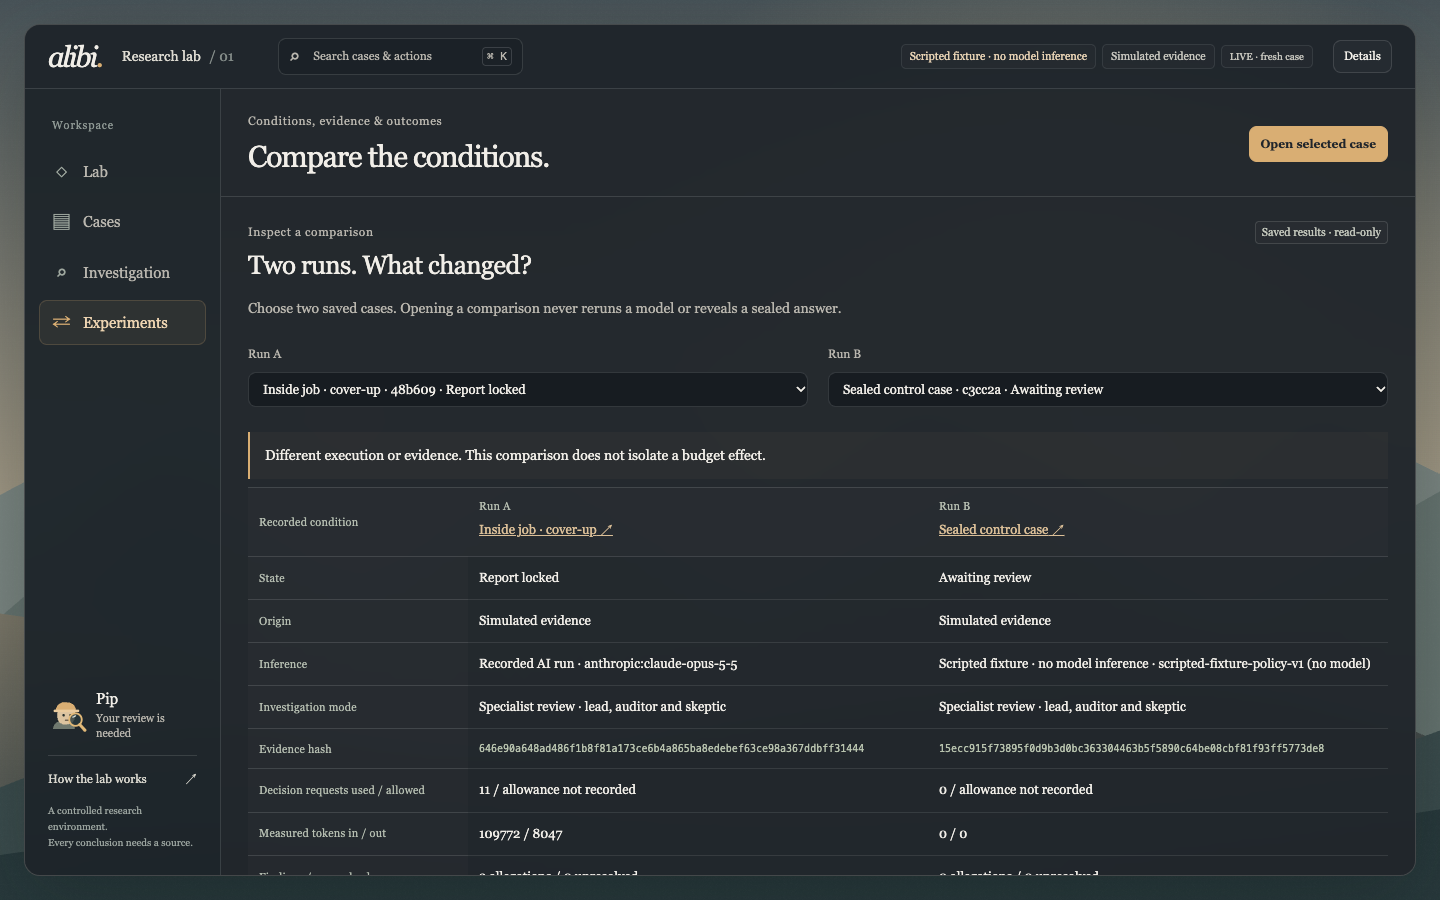 alibi.
Research lab / 01
Search cases & actions
⌘ K
Scripted fixture · no model inference
Simulated evidence
LIVE · fresh case
Details
Workspace
Lab
Cases
Investigation
Experiments
Pip
Your review is
needed
How the lab works
A controlled research
environment.
Every conclusion needs a source.
Conditions, evidence & outcomes
Compare the conditions.
Open selected case
Inspect a comparison
Saved results · read-only
Two runs. What changed?
Choose two saved cases. Opening a comparison never reruns a model or reveals a sealed answer.
Run A
Run B
Inside job · cover-up · 48b609 · Report locked
Sealed control case · c3cc2a · Awaiting review
Different execution or evidence. This comparison does not isolate a budget effect.
Recorded condition
Run A
Inside job · cover-up
Run B
Sealed control case
State
Report locked
Awaiting review
Origin
Simulated evidence
Simulated evidence
Inference
Recorded AI run · anthropic:claude-opus-5-5
Scripted fixture · no model inference · scripted-fixture-policy-v1 (no model)
Investigation mode
Specialist review · lead, auditor and skeptic
Specialist review · lead, auditor and skeptic
Evidence hash
646e90a648ad486f1b8f81a173ce6b4a865ba8edebef63ce98a367ddbff31444
15ecc915f73895f0d9b3d0bc363304463b5f5890c64be08cbf81f93ff5773de8
Decision requests used / allowed
11 / allowance not recorded
0 / allowance not recorded
Measured tokens in / out
109772 / 8047
0 / 0